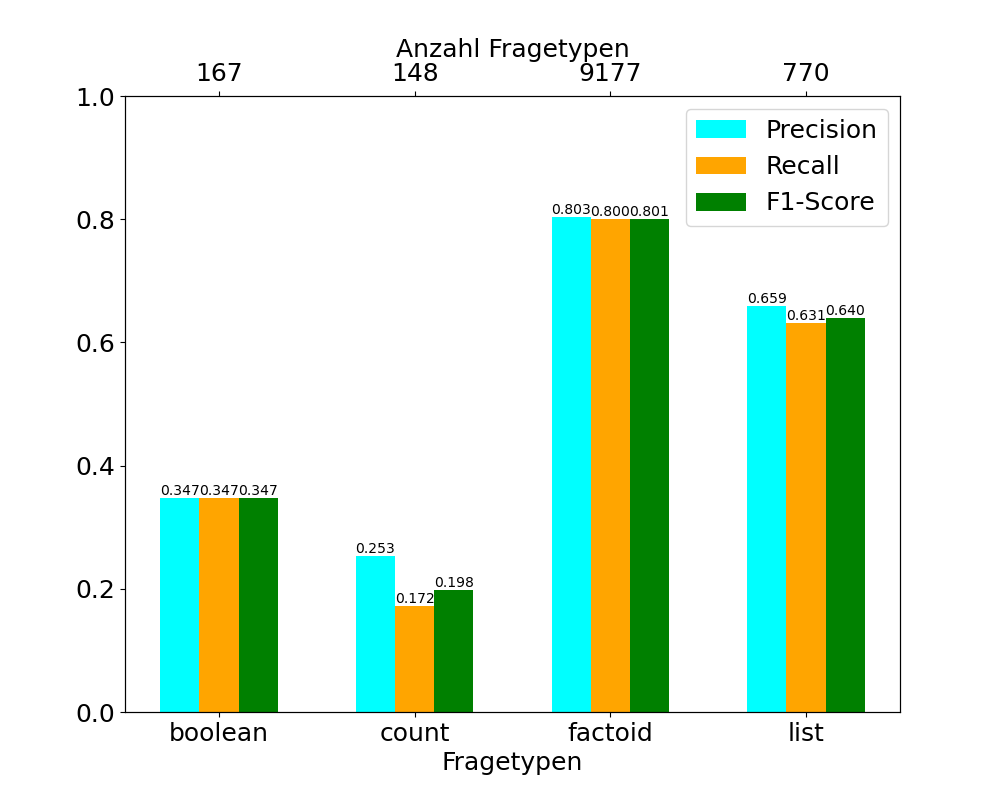 Anzahl Fragetypen
167 148 9177 770
1.0
0.8
0.6
0.4
0.2
0.0
Precision
Recall
F1-Score
0.347 0.347 0.347
0.253 0.172 0.198
0.803 0.800 0.801
0.659 0.631 0.640
boolean count factoid list
Fragetypen